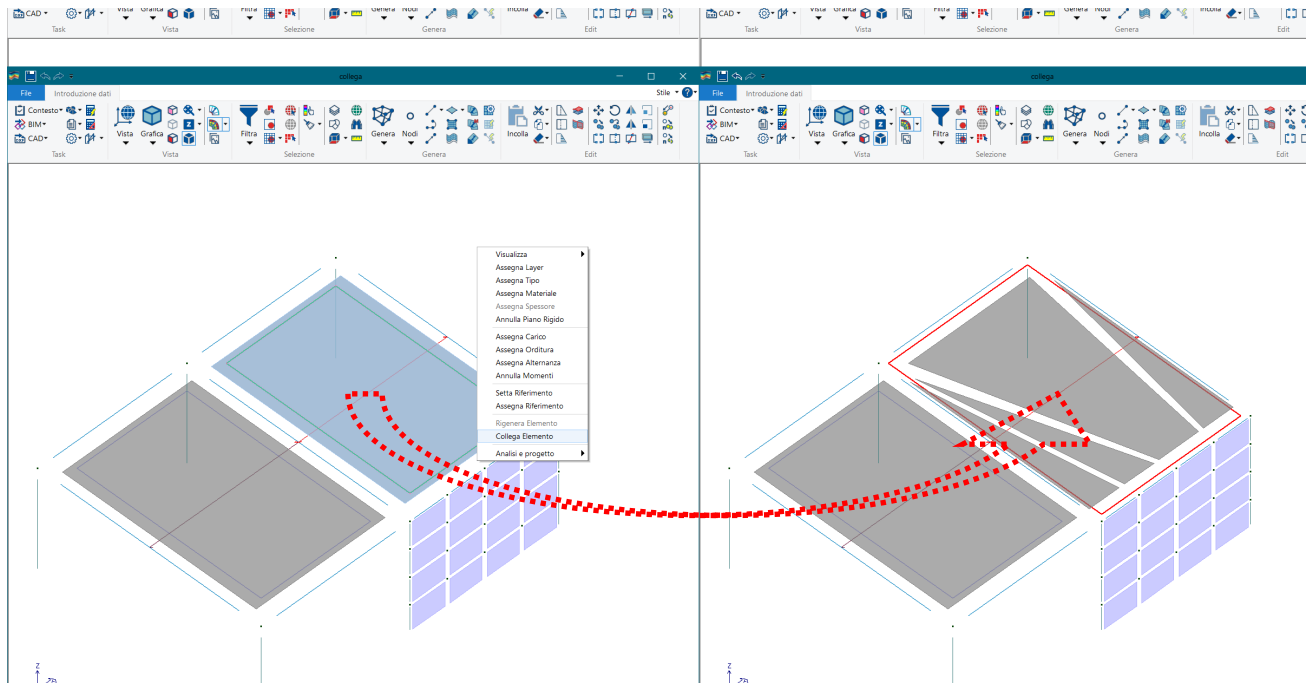 CAD Vista Grafica Filtra Genera Nodi Incolla CAD Vista Grafica Filtra Genera Nodi Incolla
Task Vista Selezione Genera Edit Task Vista Selezione Genera Edit
collega
File Introduzione dati Stile
Contesto
BIM
CAD
Vista Grafica Filtra Genera Nodi Incolla
Task Vista Selezione Genera Edit
Visualizza
Assegna Layer
Assegna Tipo
Assegna Materiale
Assegna Spessore
Annulla Piano Rigido
Assegna Carico
Assegna Orditura
Assegna Alternanza
Annulla Momenti
Setta Riferimento
Assegna Riferimento
Rigenera Elemento
Collega Elemento
Analisi e progetto
Z
collega
File Introduzione dati
Contesto
BIM
CAD
Vista Grafica Filtra Genera Nodi Incolla
Task Vista Selezione Genera Edit
Z